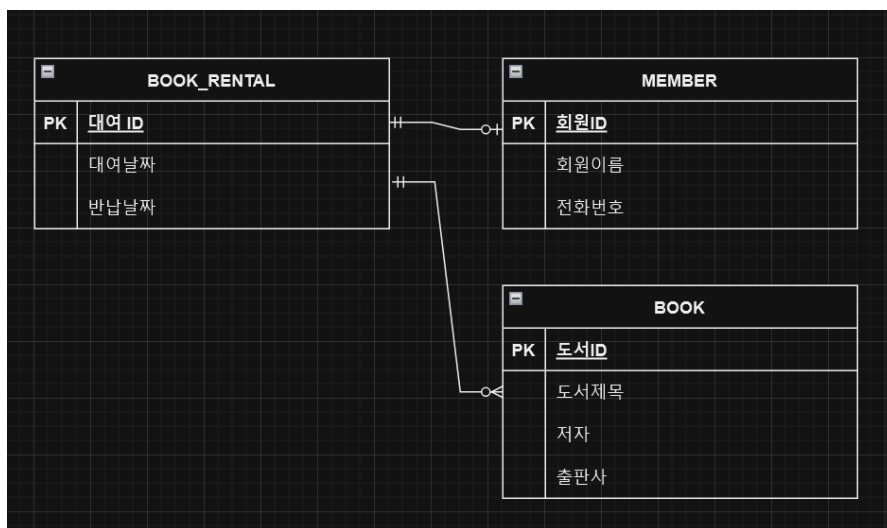 BOOK_RENTAL
PK 대여 ID
대여날짜
반납날짜
MEMBER
PK 회원ID
회원이름
전화번호
BOOK
PK 도서ID
도서제목
저자
출판사